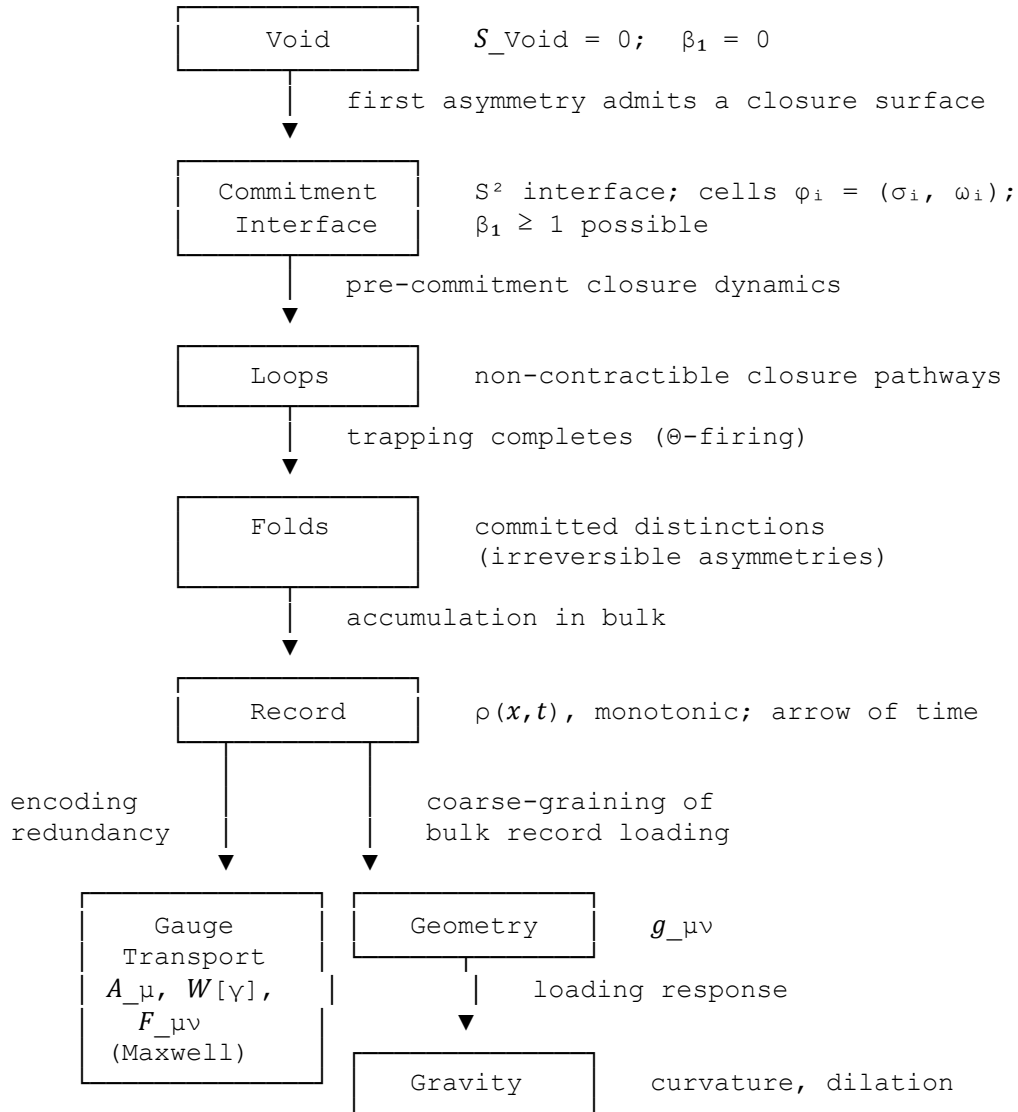 Void S_Void = 0; β₁ = 0
first asymmetry admits a closure surface
Commitment S² interface; cells φᵢ = (σᵢ, ωᵢ);
Interface β₁ ≥ 1 possible
pre-commitment closure dynamics
Loops non-contractible closure pathways
trapping completes (Θ-firing)
Folds committed distinctions
(irreversible asymmetries)
accumulation in bulk
Record ρ(x,t), monotonic; arrow of time
encoding coarse-graining of
redundancy bulk record loading
Gauge Geometry g_μν
Transport
A_μ, W[γ], loading response
F_μν
(Maxwell)
Gravity curvature, dilation